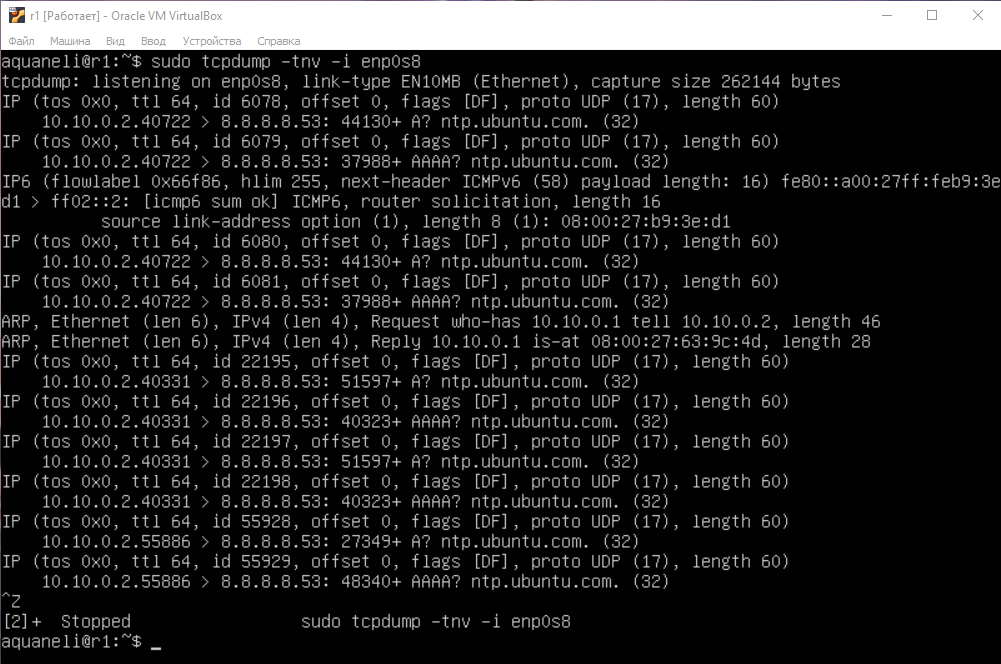 r1 [Работает] - Oracle VM VirtualBox
Файл Машина Вид Ввод Устройства Справка
aquaneli@r1:~$ sudo tcpdump -tnv -i enp0s8
tcpdump: listening on enp0s8, link-type EN10MB (Ethernet), capture size 262144 bytes
IP (tos 0x0, ttl 64, id 6078, offset 0, flags [DF], proto UDP (17), length 60)
    10.10.0.2.40722 > 8.8.8.8.53: 44130+ A? ntp.ubuntu.com. (32)
IP (tos 0x0, ttl 64, id 6079, offset 0, flags [DF], proto UDP (17), length 60)
    10.10.0.2.40722 > 8.8.8.8.53: 37988+ AAAA? ntp.ubuntu.com. (32)
IP6 (flowlabel 0x66f86, hlim 255, next-header ICMPv6 (58) payload length: 16) fe80::a00:27ff:feb9:3e
d1 > ff02::2: [icmp6 sum ok] ICMP6, router solicitation, length 16
          source link-address option (1), length 8 (1): 08:00:27:b9:3e:d1
IP (tos 0x0, ttl 64, id 6080, offset 0, flags [DF], proto UDP (17), length 60)
    10.10.0.2.40722 > 8.8.8.8.53: 44130+ A? ntp.ubuntu.com. (32)
IP (tos 0x0, ttl 64, id 6081, offset 0, flags [DF], proto UDP (17), length 60)
    10.10.0.2.40722 > 8.8.8.8.53: 37988+ AAAA? ntp.ubuntu.com. (32)
ARP, Ethernet (len 6), IPv4 (len 4), Request who-has 10.10.0.1 tell 10.10.0.2, length 46
ARP, Ethernet (len 6), IPv4 (len 4), Reply 10.10.0.1 is-at 08:00:27:63:9c:4d, length 28
IP (tos 0x0, ttl 64, id 22195, offset 0, flags [DF], proto UDP (17), length 60)
    10.10.0.2.40331 > 8.8.8.8.53: 51597+ A? ntp.ubuntu.com. (32)
IP (tos 0x0, ttl 64, id 22196, offset 0, flags [DF], proto UDP (17), length 60)
    10.10.0.2.40331 > 8.8.8.8.53: 40323+ AAAA? ntp.ubuntu.com. (32)
IP (tos 0x0, ttl 64, id 22197, offset 0, flags [DF], proto UDP (17), length 60)
    10.10.0.2.40331 > 8.8.8.8.53: 51597+ A? ntp.ubuntu.com. (32)
IP (tos 0x0, ttl 64, id 22198, offset 0, flags [DF], proto UDP (17), length 60)
    10.10.0.2.40331 > 8.8.8.8.53: 40323+ AAAA? ntp.ubuntu.com. (32)
IP (tos 0x0, ttl 64, id 55928, offset 0, flags [DF], proto UDP (17), length 60)
    10.10.0.2.55886 > 8.8.8.8.53: 27349+ A? ntp.ubuntu.com. (32)
IP (tos 0x0, ttl 64, id 55929, offset 0, flags [DF], proto UDP (17), length 60)
    10.10.0.2.55886 > 8.8.8.8.53: 48340+ AAAA? ntp.ubuntu.com. (32)
^Z
[2]+  Stopped                 sudo tcpdump -tnv -i enp0s8
aquaneli@r1:~$ _